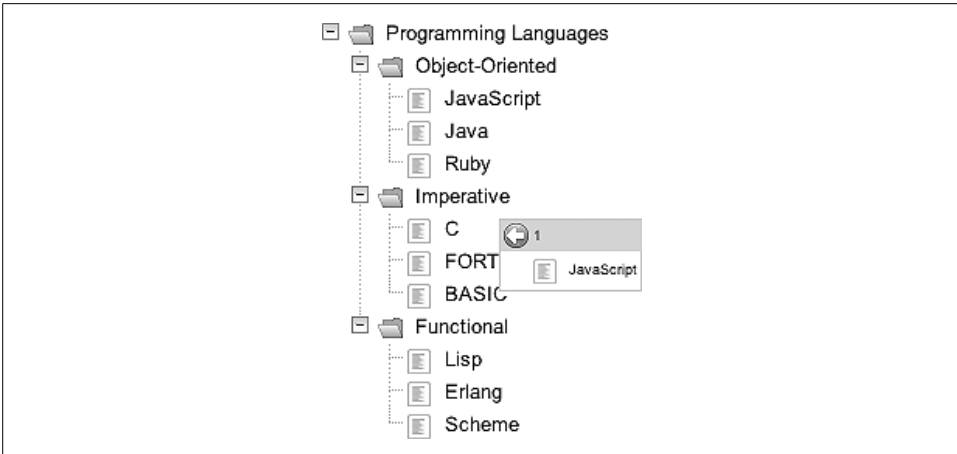 Programming Languages
Object-Oriented
JavaScript
Java
Ruby
Imperative
C
1
FORT
JavaScript
BASIC
Functional
Lisp
Erlang
Scheme